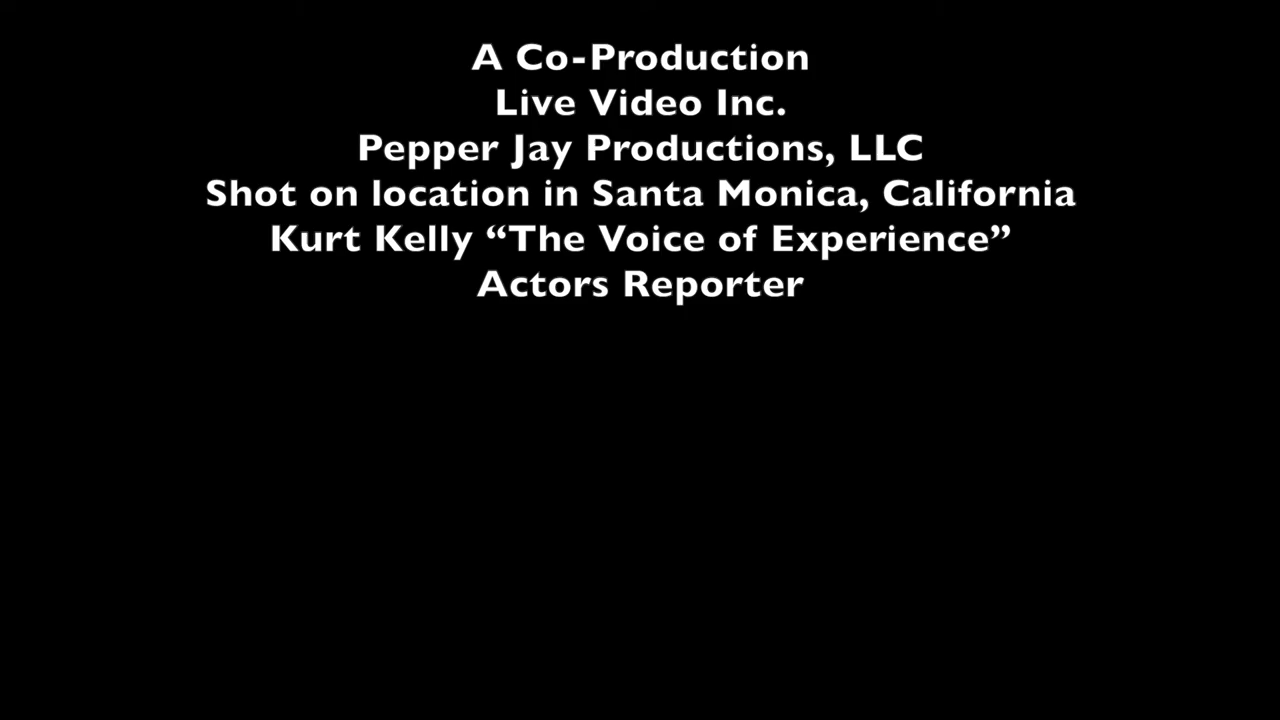 A Co-Production
Live Video Inc.
Pepper Jay Productions, LLC
Shot on location in Santa Monica, California
Kurt Kelly “The Voice of Experience”
Actors Reporter